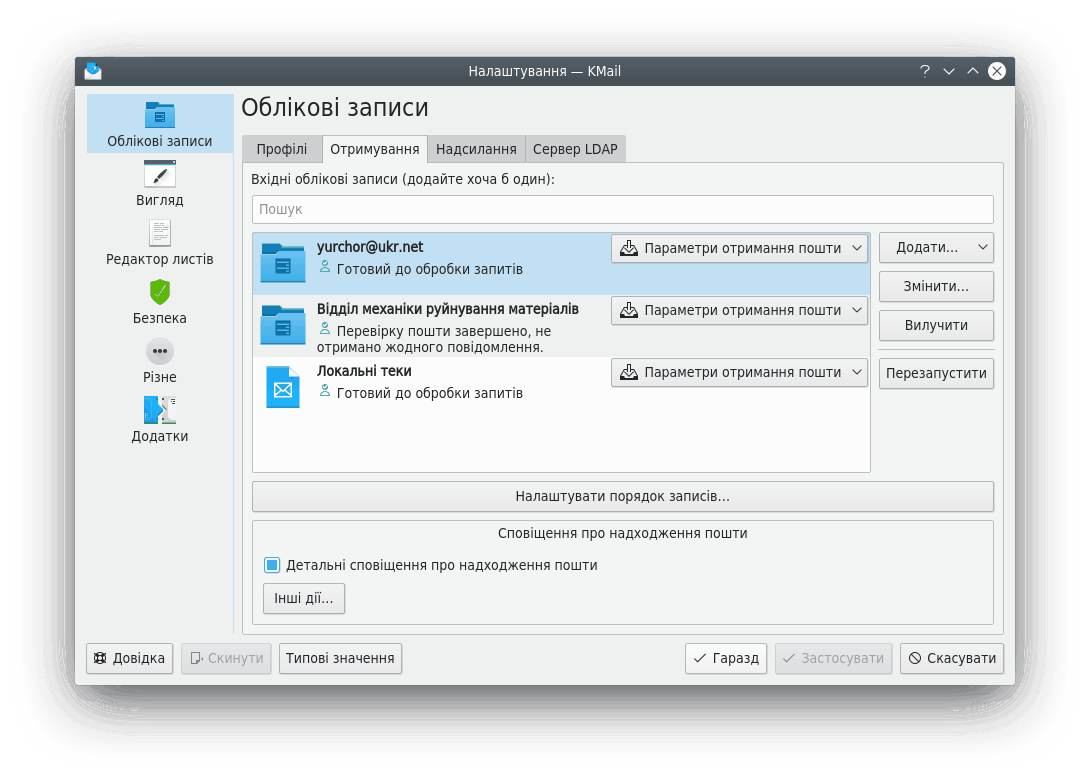 Налаштування — KMail
Облікові записи
Вигляд
Редактор листів
Безпека
Різне
Додатки
Облікові записи
Профілі
Отримування
Надсилання
Сервер LDAP
Вхідні облікові записи (додайте хоча б один):
Пошук
yurchor@ukr.net
Готовий до обробки запитів
Параметри отримання пошти
Відділ механіки руйнування матеріалів
Перевірку пошти завершено, не
отримано жодного повідомлення.
Параметри отримання пошти
Локальні теки
Готовий до обробки запитів
Параметри отримання пошти
Додати...
Змінити...
Вилучити
Перезапустити
Налаштувати порядок записів...
Сповіщення про надходження пошти
Детальні сповіщення про надходження пошти
Інші дії...
Довідка
Скинути
Типові значення
Гаразд
Застосувати
Скасувати